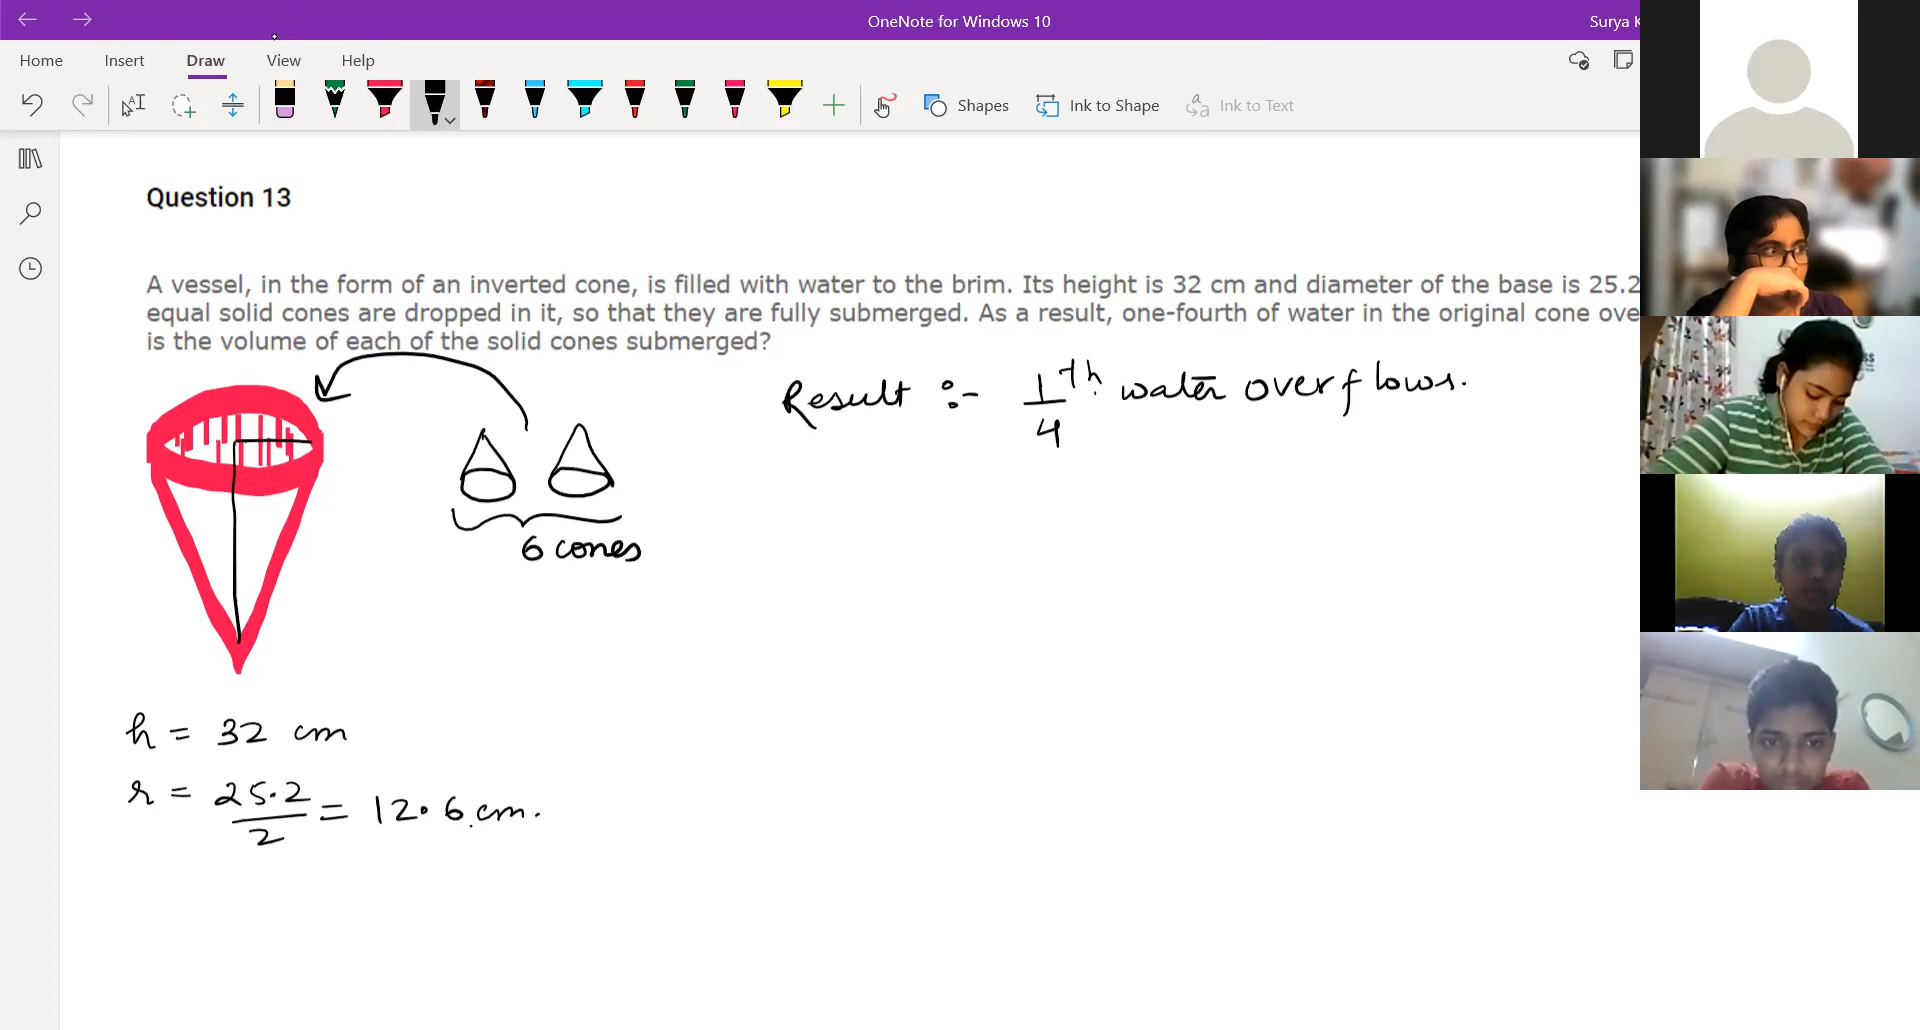 OneNote for Windows 10
Surya K
Home Insert Draw View Help
Shapes Ink to Shape Ink to Text
Question 13
A vessel, in the form of an inverted cone, is filled with water to the brim. Its height is 32 cm and diameter of the base is 25.2
equal solid cones are dropped in it, so that they are fully submerged. As a result, one-fourth of water in the original cone ove
is the volume of each of the solid cones submerged?
Result :- 1/4 th water overflows.
6 cones
h = 32 cm
r = 25.2/2 = 12.6 cm.